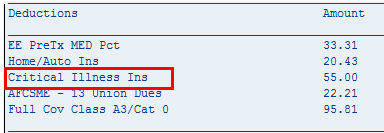 Deductions Amount
EE PreTx MED Pct 33.31
Home/Auto Ins 20.43
Critical Illness Ins 55.00
AFCSME - 13 Union Dues 22.21
Full Cov Class A3/Cat 0 95.81